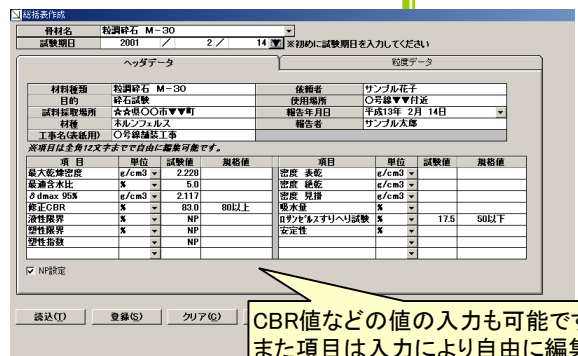 総括表作成
骨材名 粒調砕石 M－30
試験期日 2001 / 2 / 14 ※初めに試験期日を入力してください
ヘッダデータ 粒度データ
材料種類 粒調砕石 M－30 依頼者 サンプル花子
目的 砕石試験 使用場所 〇号線▼▼付近
試料採取場所 ☆☆県〇〇市▼▼町 報告年月日 平成13年 2月 14日
材種 ホルンフェルス 報告者 サンプル太郎
工事名(表紙用) 〇号線舗装工事
※項目は全角12文字までで自由に編集可能です。
項 目 単位 試験値 規格値 項目 単位 試験値 規格値
最大乾燥密度 g/cm3 2.228 密度 表乾 g/cm3
最適含水比 % 5.0 密度 絶乾 g/cm3
∂dmax 95% g/cm3 2.117 密度 見掛 g/cm3
修正CBR % 83.0 80以上 吸水量 %
液性限界 % NP ロサンゼルスすりへり試験 % 17.5 50以下
塑性限界 % NP 安定性 %
塑性指数 NP
NP設定
読込(T) 登録(S) クリア(C)
CBR値などの値の入力も可能です
また項目は入力により自由に編集